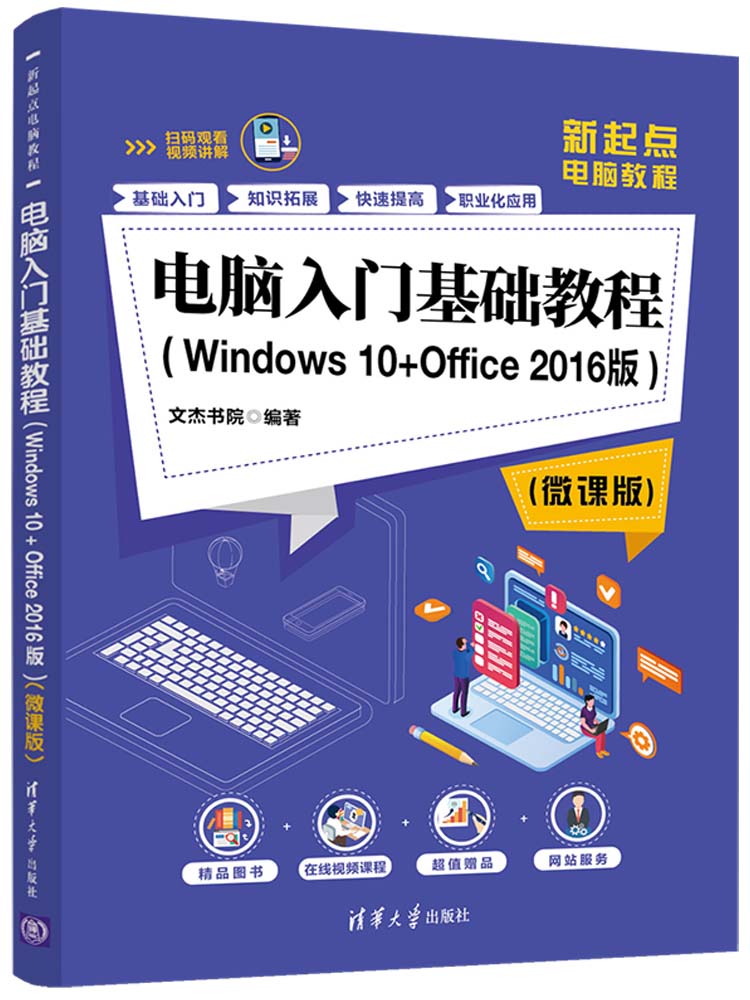 新起点电脑教程
电脑入门基础教程(Windows 10+Office 2016版)(微课版)
清华大学出版社
扫码观看
视频讲解
新起点
电脑教程
基础入门
知识拓展
快速提高
职业化应用
电脑入门基础教程
(Windows 10+Office 2016版)
文杰书院◎编著
(微课版)
精品图书
+
在线视频课程
+
超值赠品
+
网站服务
清华大学出版社